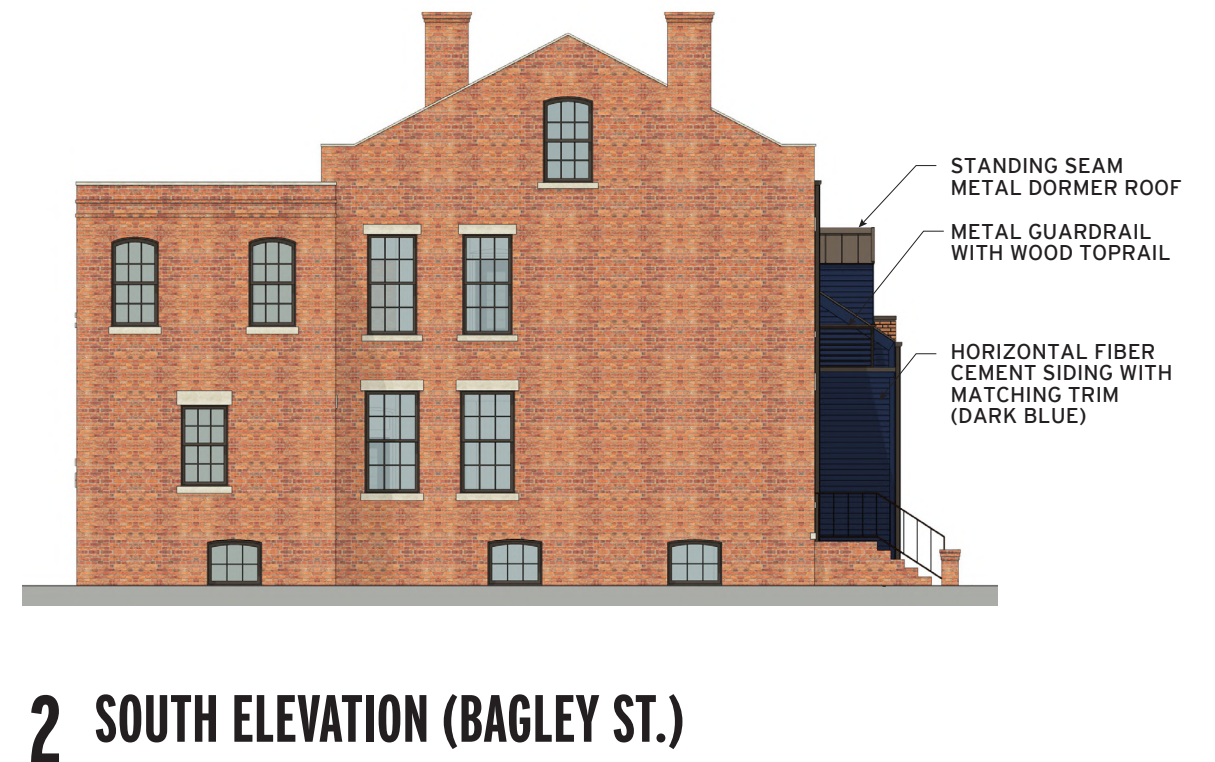 STANDING SEAM
METAL DORMER ROOF
METAL GUARDRAIL
WITH WOOD TOPRAIL
HORIZONTAL FIBER
CEMENT SIDING WITH
MATCHING TRIM
(DARK BLUE)
2 SOUTH ELEVATION (BAGLEY ST.)